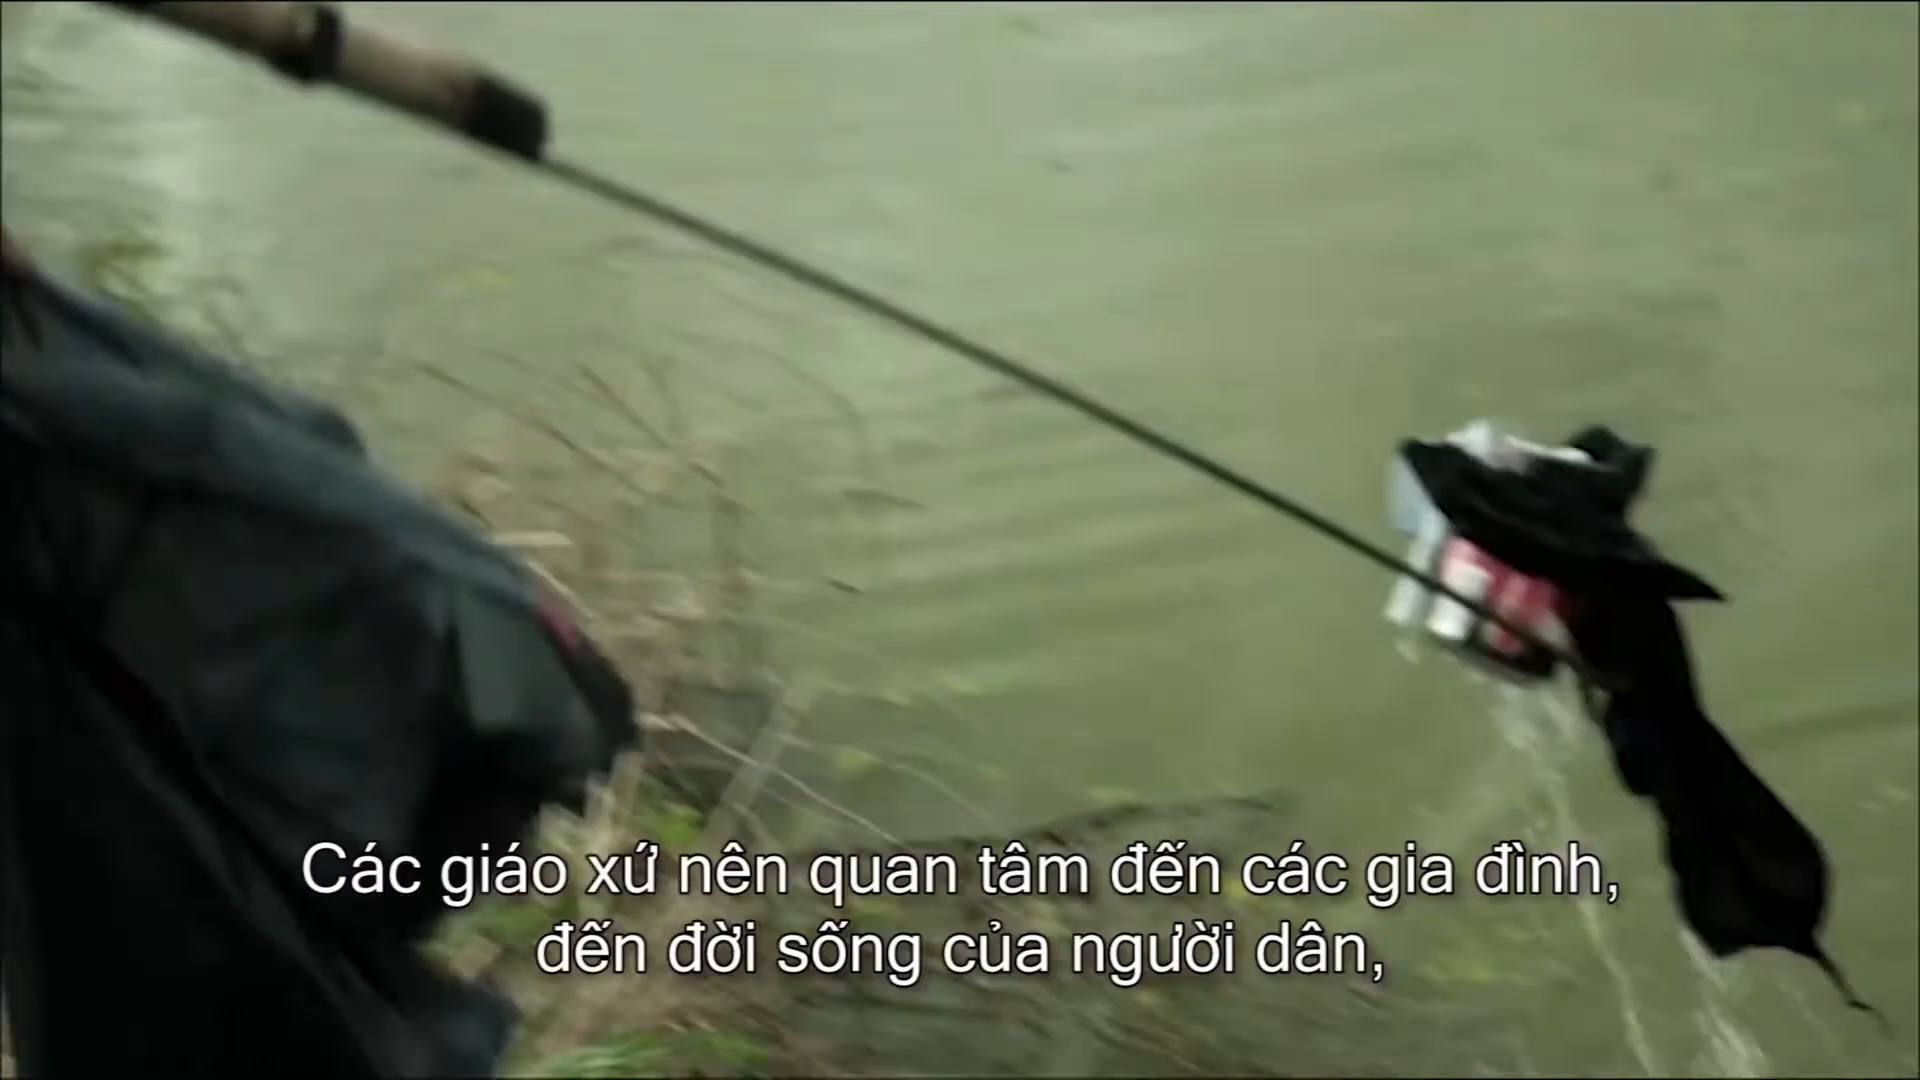 Các giáo xứ nên quan tâm đến các gia đình,
đến đời sống của người dân,